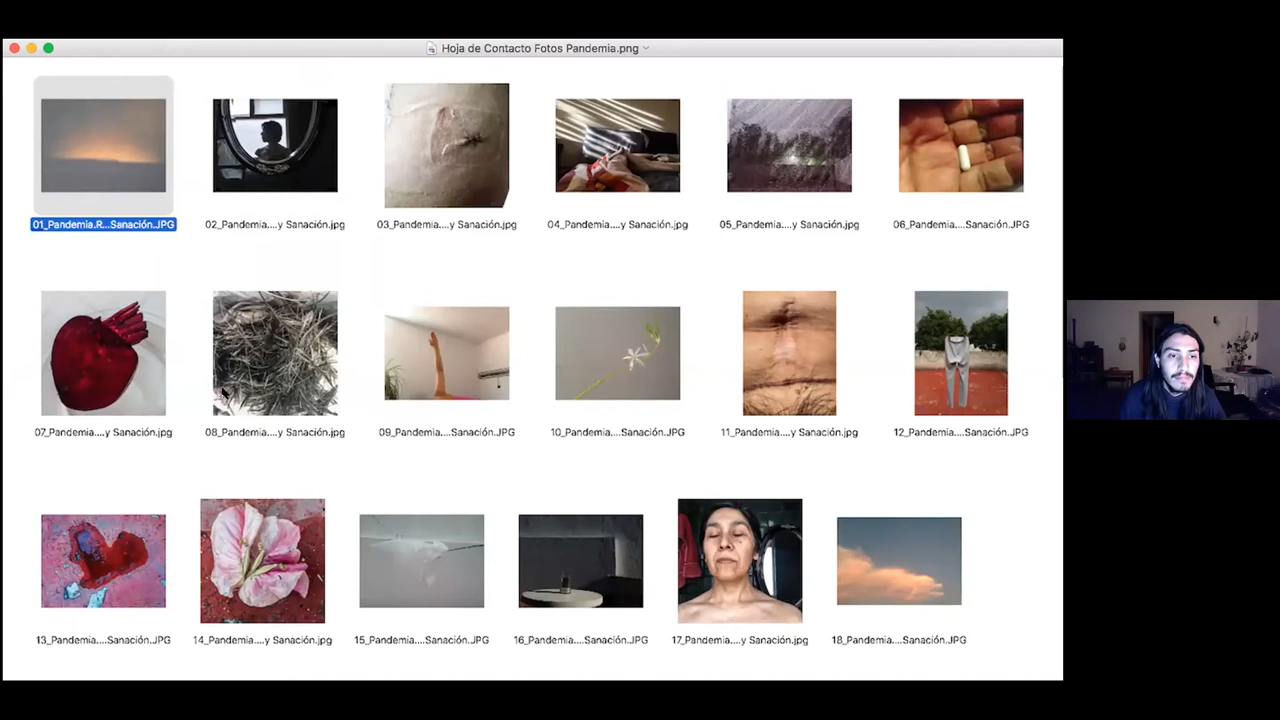 Hoja de Contacto Fotos Pandemia.png
01_Pandemia.R...Sanación.JPG
02_Pandemia....y Sanación.jpg
03_Pandemia....y Sanación.jpg
04_Pandemia....y Sanación.jpg
05_Pandemia....y Sanación.jpg
06_Pandemia....Sanación.JPG
07_Pandemia....y Sanación.jpg
08_Pandemia....y Sanación.jpg
09_Pandemia....Sanación.JPG
10_Pandemia....Sanación.JPG
11_Pandemia....y Sanación.jpg
12_Pandemia....Sanación.JPG
13_Pandemia....Sanación.JPG
14_Pandemia....y Sanación.jpg
15_Pandemia....Sanación.JPG
16_Pandemia....Sanación.JPG
17_Pandemia....y Sanación.jpg
18_Pandemia....Sanación.JPG